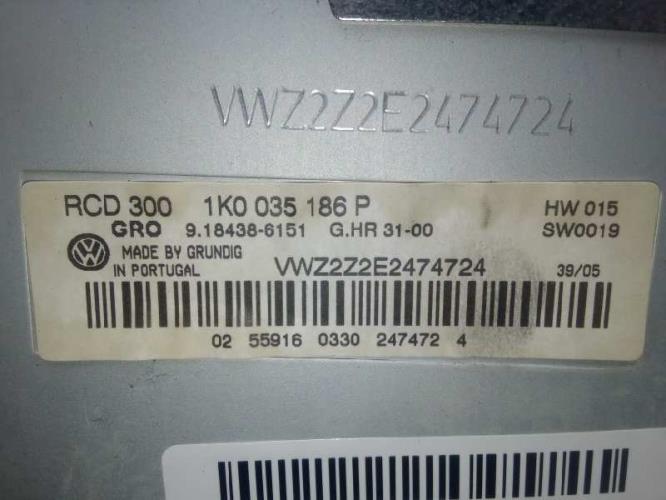 VWZ2Z2E2474724
RCD 300 1K0 035 186 P HW 015
GRO 9.18438-6151 G.HR 31-00 SW0019
MADE BY GRUNDIG
IN PORTUGAL VWZ2Z2E2474724 39/05
02 55916 0330 247472 4